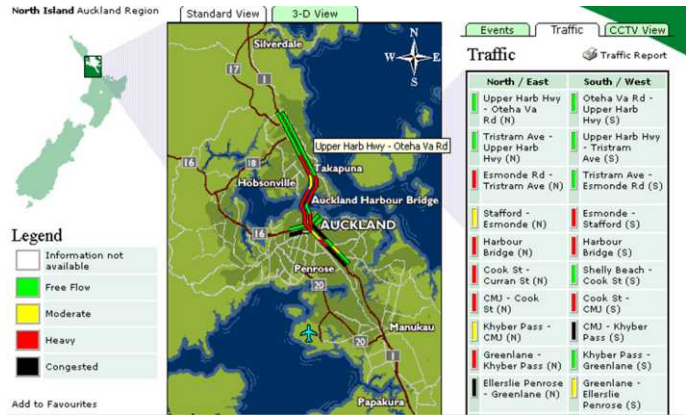 North Island Auckland Region
Standard View
3-D View
Events
Traffic
CCTV View
Traffic
Traffic Report
North / East
South / West
Upper Harb Hwy
- Oteha Va
Rd (N)
Oteha Va Rd -
Upper Harb
Hwy (S)
Tristram Ave -
Upper Harb
Hwy (N)
Upper Harb Hwy
- Tristram
Ave (S)
Esmonde Rd -
Tristram Ave (N)
Tristram Ave -
Esmonde Rd (S)
Stafford -
Esmonde (N)
Esmonde -
Stafford (S)
Harbour
Bridge (N)
Harbour
Bridge (S)
Cook St -
Curran St (N)
Shelly Beach -
Cook St (S)
CMJ - Cook
St (N)
Cook St -
CMJ (S)
Khyber Pass -
CMJ (N)
CMJ - Khyber
Pass (S)
Greenlane -
Khyber Pass (N)
Khyber Pass -
Greenlane (S)
Ellerslie Penrose
- Greenlane (N)
Greenlane -
Ellerslie
Penrose (S)
Silverdale
N
W
E
S
17
1
Upper Harb Hwy - Oteha Va Rd
16
18
Takapuna
Hobsonville
Auckland Harbour Bridge
AUCKLAND
16
Penrose
20
Manukau
20
1
Papakura
Legend
Information not
available
Free Flow
Moderate
Heavy
Congested
Add to Favourites